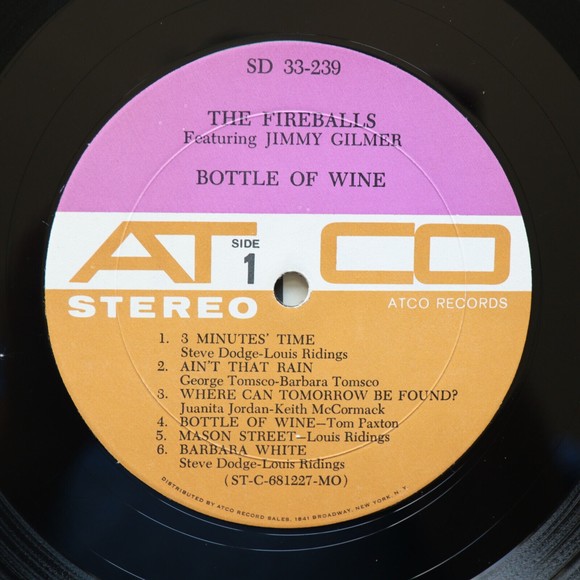 SD 33-239
THE FIREBALLS
Featuring JIMMY GILMER
BOTTLE OF WINE
ATCO
SIDE
1
STEREO
ATCO RECORDS
1. 3 MINUTES' TIME
Steve Dodge-Louis Ridings
2. AIN'T THAT RAIN
George Tomsco-Barbara Tomsco
3. WHERE CAN TOMORROW BE FOUND?
Juanita Jordan-Keith McCormack
4. BOTTLE OF WINE—Tom Paxton
5. MASON STREET—Louis Ridings
6. BARBARA WHITE
Steve Dodge-Louis Ridings
(ST-C-681227-MO)
DISTRIBUTED BY ATCO RECORD SALES, 1841 BROADWAY, NEW YORK, N. Y.